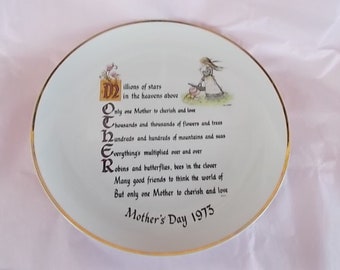 Millions of stars
in the heavens above
Only one Mother to cherish and love
Thousands and thousands of flowers and trees
Hundreds and hundreds of mountains and seas
Everything's multiplied over and over
Robins and butterflies, bees in the clover
Many good friends to think the world of
But only one Mother to cherish and love
Mother's Day 1973